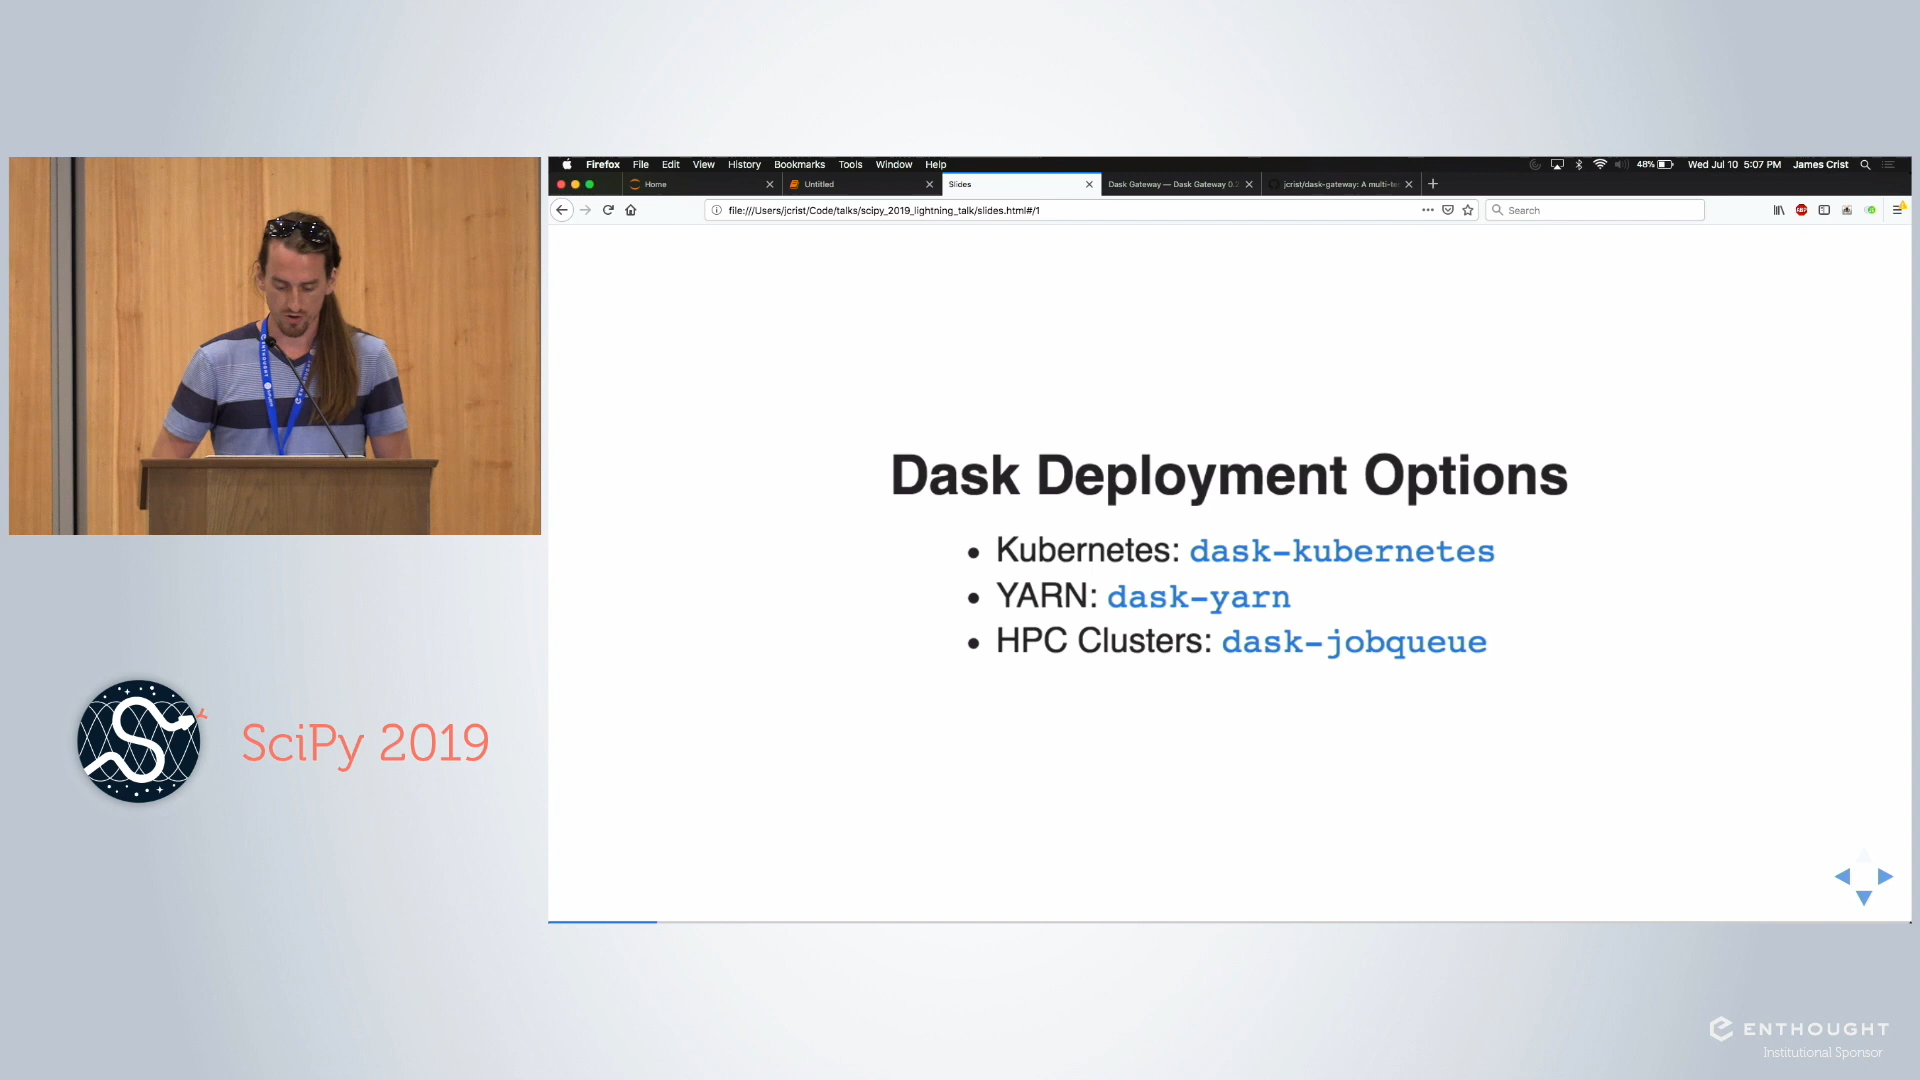 Firefox File Edit View History Bookmarks Tools Window Help 48% Wed Jul 10 5:07 PM James Crist
Home Untitled Slides Dask Gateway — Dask Gateway 0. jcrist/dask-gateway: A multi-te
file:///Users/jcrist/Code/talks/scipy_2019_lightning_talk/slides.html#/1 Search
Dask Deployment Options
• Kubernetes: dask-kubernetes
• YARN: dask-yarn
• HPC Clusters: dask-jobqueue
SciPy 2019
ENTHOUGHT
Institutional Sponsor